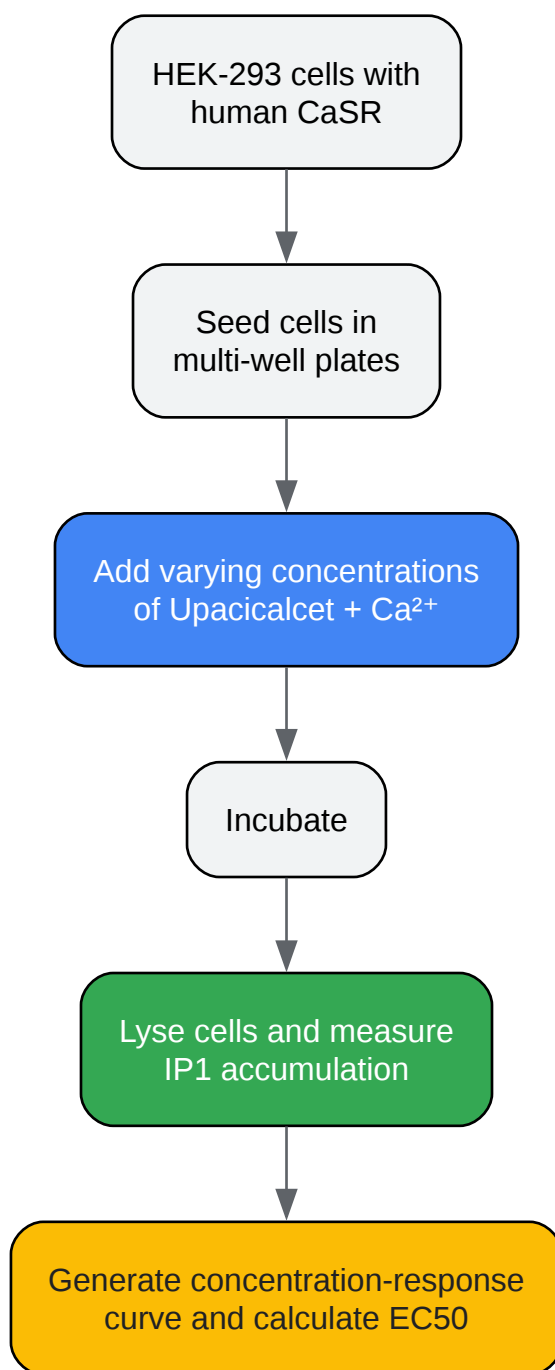 HEK-293 cells with
human CaSR
Seed cells in
multi-well plates
Add varying concentrations
of Upacicalcet + Ca²⁺
Incubate
Lyse cells and measure
IP1 accumulation
Generate concentration-response
curve and calculate EC50